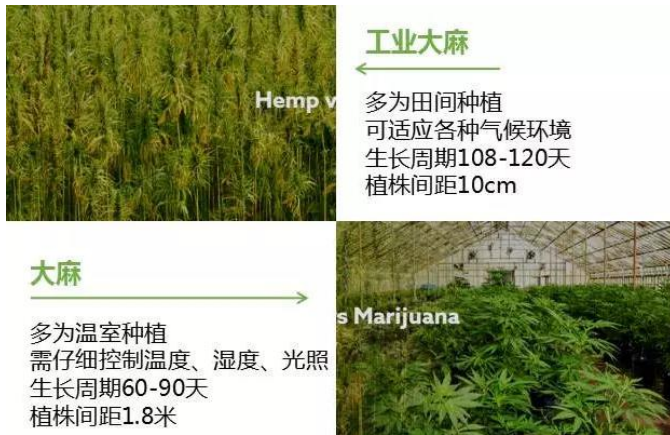 工业大麻
Hemp v
多为田间种植
可适应各种气候环境
生长周期108-120天
植株间距10cm
大麻
s Marijuana
多为温室种植
需仔细控制温度、湿度、光照
生长周期60-90天
植株间距1.8米